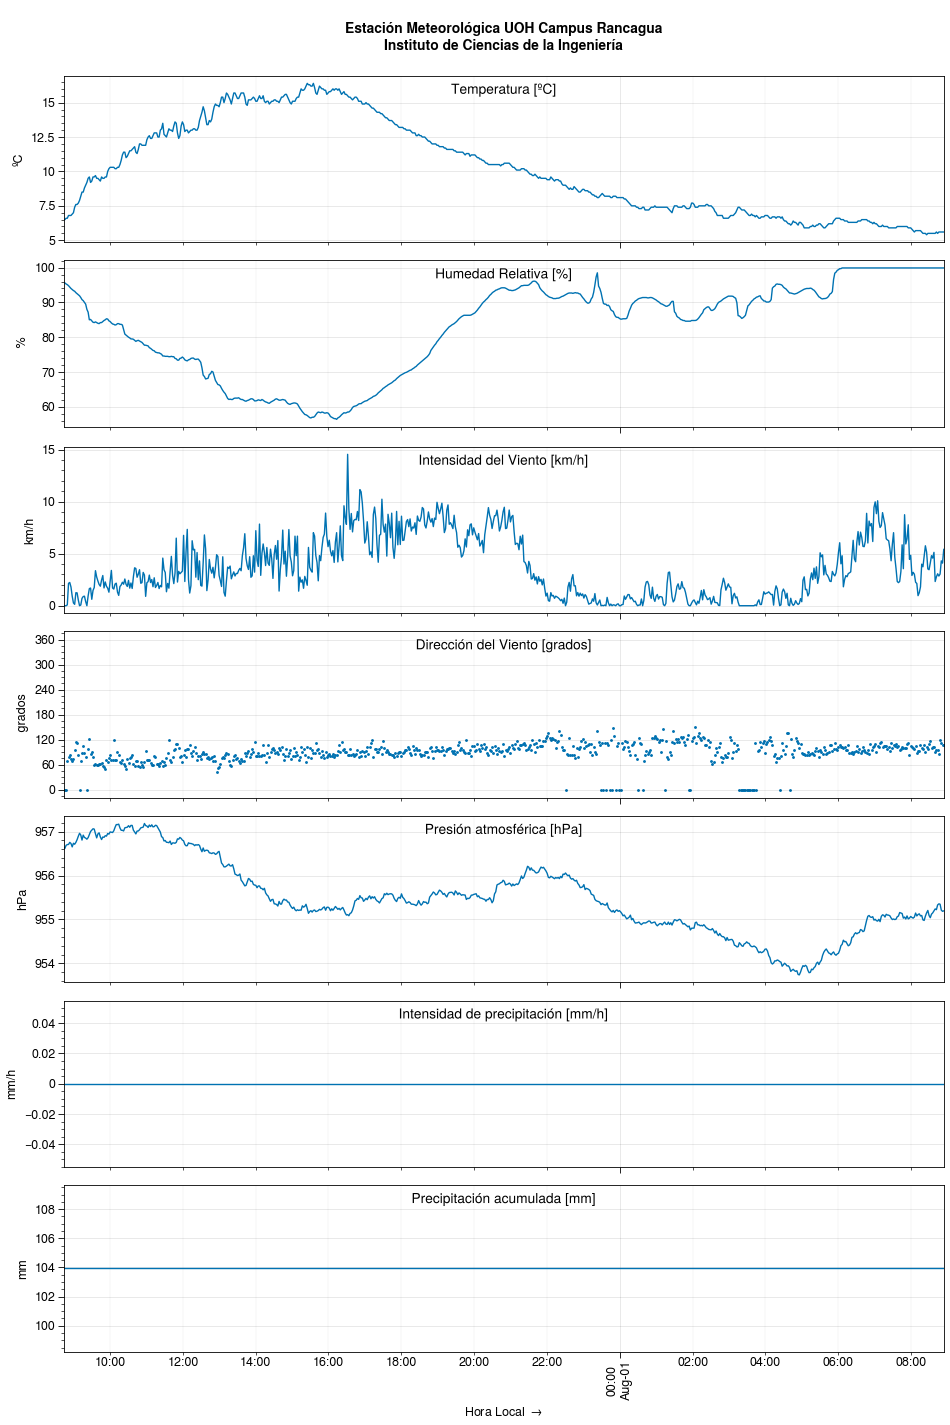 Estación Meteorológica UOH Campus Rancagua
Instituto de Ciencias de la Ingeniería
Temperatura [ºC]
ºC
15
12.5
10
7.5
5
Humedad Relativa [%]
%
100
90
80
70
60
Intensidad del Viento [km/h]
km/h
15
10
5
0
Dirección del Viento [grados]
grados
360
300
240
180
120
60
0
Presión atmosférica [hPa]
hPa
957
956
955
954
Intensidad de precipitación [mm/h]
mm/h
0.04
0.02
0
−0.02
−0.04
Precipitación acumulada [mm]
mm
108
106
104
102
100
10:00 12:00 14:00 16:00 18:00 20:00 22:00 00:00 02:00 04:00 06:00 08:00
Aug-01
Hora Local →